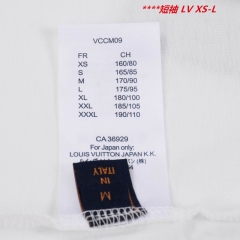 ****短袖 LV XS-L
VCCM09
FR CH
XS 160/80
S 165/85
M 170/90
L 175/95
XL 180/100
XXL 185/105
XXXL 190/110
CA 36929
For Japan only:
LOUIS VUITTON JAPAN K.K.
M
IN
ITALY